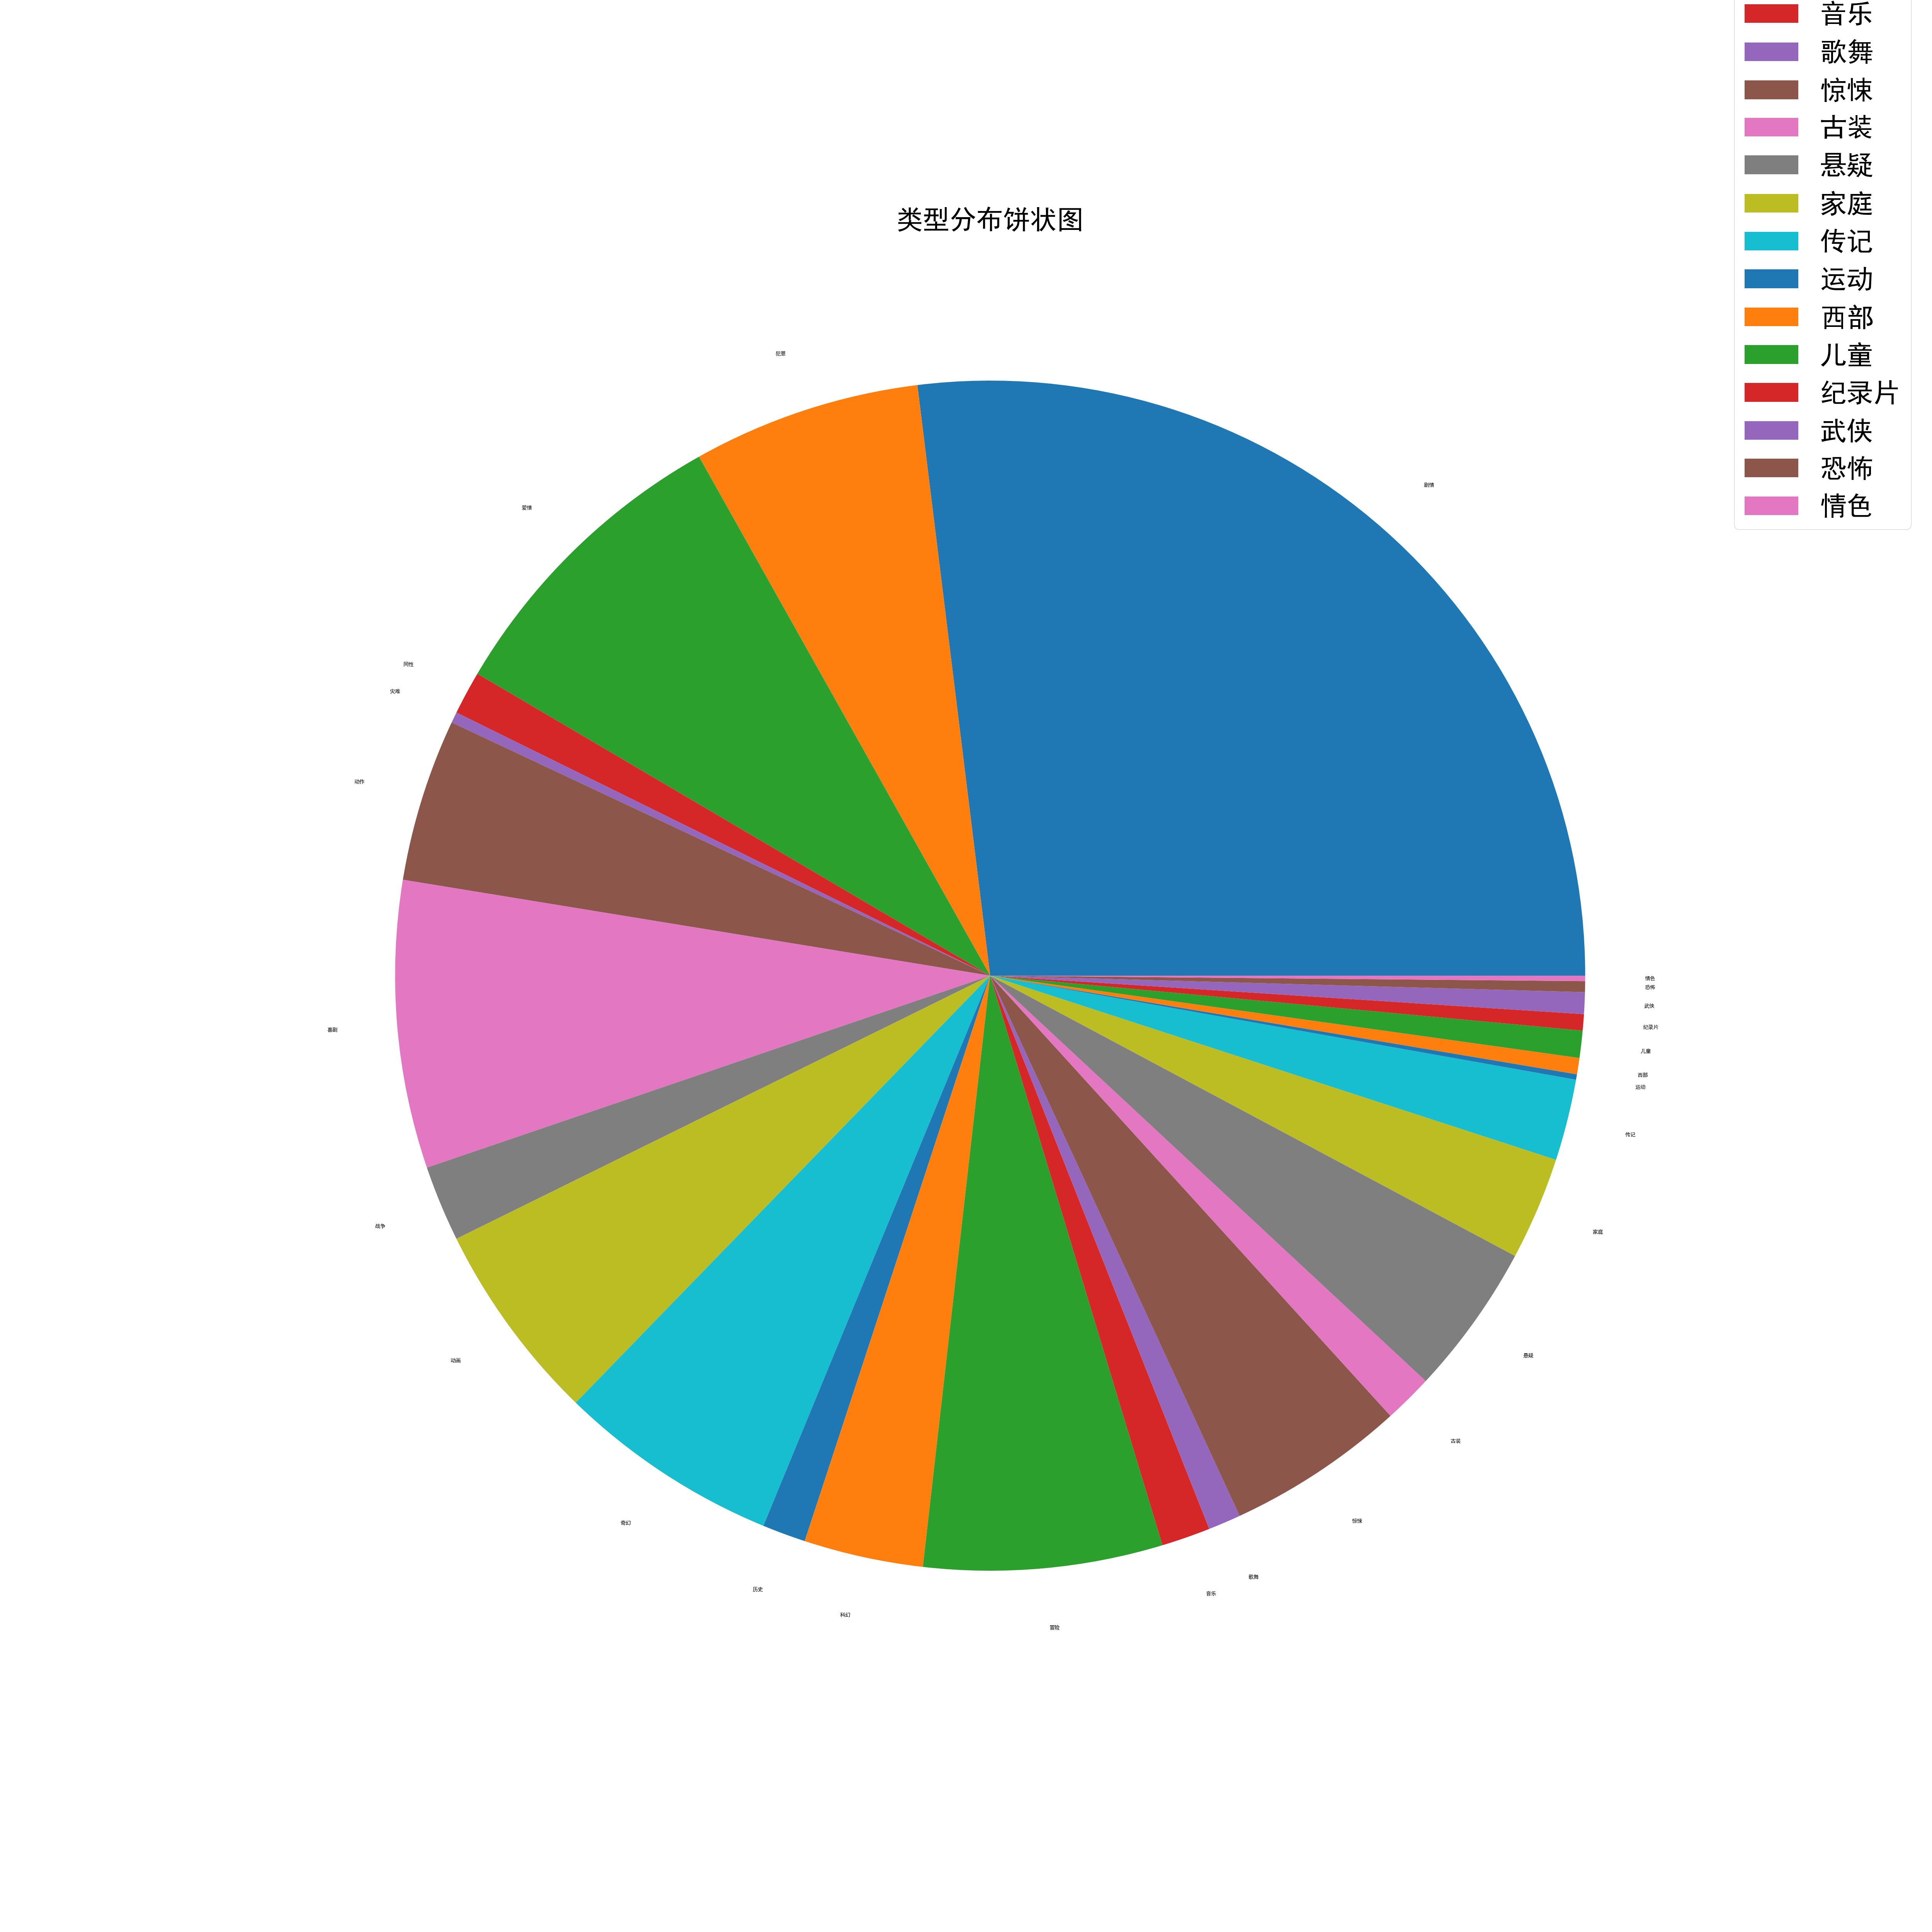 音乐
歌舞
惊悚
古装
悬疑
家庭
传记
运动
西部
儿童
纪录片
武侠
恐怖
情色
类型分布饼状图
犯罪
剧情
爱情
同性
灾难
动作
喜剧
战争
动画
奇幻
历史
科幻
冒险
音乐
歌舞
惊悚
古装
悬疑
家庭
传记
运动
西部
儿童
纪录片
武侠
恐怖
情色